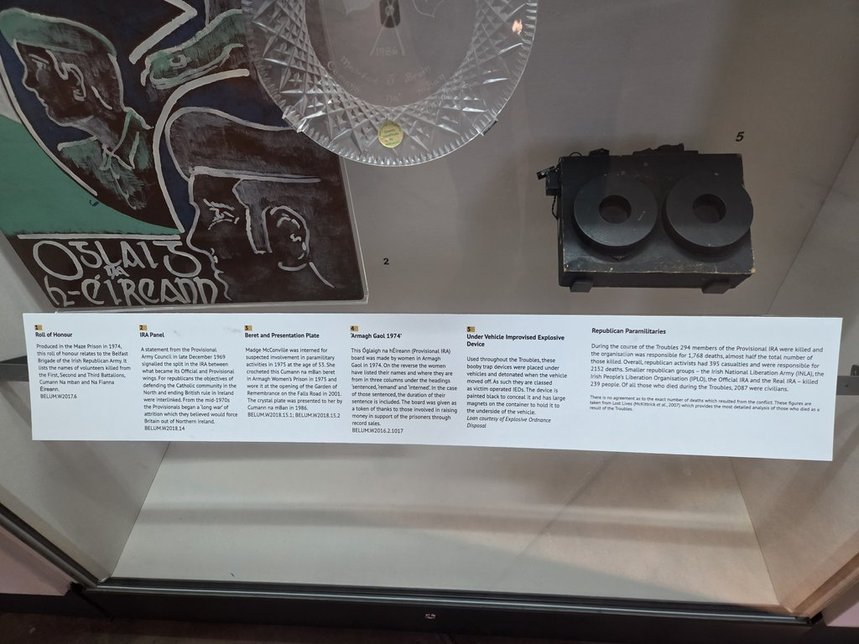 1986
5
2
ÓGLAIGH
na
h-ÉIREANN
1
Roll of Honour
Produced in the Maze Prison in 1974,
this roll of honour relates to the Belfast
Brigade of the Irish Republican Army. It
lists the names of volunteers killed from
the First, Second and Third Battalions,
Cumann Na mban and Na Fianna
Éireann.
BELUM.W2017.6
2
IRA Panel
A statement from the Provisional
Army Council in late December 1969
signalled the split in the IRA between
what became its Official and Provisional
wings. For republicans the objectives of
defending the Catholic community in the
North and ending British rule in Ireland
were interlinked. From the mid-1970s
the Provisionals began a 'long war' of
attrition which they believed would force
Britain out of Northern Ireland.
BELUM.W2018.14
3
Beret and Presentation Plate
Madge McConville was interned for
suspected involvement in paramilitary
activities in 1975 at the age of 53. She
crocheted this Cumann na mBan beret
in Armagh Women's Prison in 1975 and
wore it at the opening of the Garden of
Remembrance on the Falls Road in 2001.
The crystal plate was presented to her by
Cumann na mBan in 1986.
BELUM.W2018.15.1; BELUM.W2018.15.2
4
'Armagh Gaol 1974'
This Óglaigh na hÉireann (Provisional IRA)
board was made by women in Armagh
Gaol in 1974. On the reverse the women
have listed their names and where they are
from in three columns under the headings
'sentenced', 'remand' and 'interned'. In the case
of those sentenced, the duration of their
sentence is included. The board was given as
a token of thanks to those involved in raising
money in support of the prisoners through
record sales.
BELUM.W2016.2.1017
5
Under Vehicle Improvised Explosive
Device
Used throughout the Troubles, these
booby trap devices were placed under
vehicles and detonated when the vehicle
moved off. As such they are classed
as victim operated IEDs. The device is
painted black to conceal it and has large
magnets on the container to hold it to
the underside of the vehicle.
Loan courtesy of Explosive Ordnance
Disposal
Republican Paramilitaries
During the course of the Troubles 294 members of the IRA were killed and
the organisation was responsible for 1,768 deaths, almost half the total number of
those killed. Overall, republican activists had 395 casualties and were responsible for
2152 deaths. Smaller republican groups – the Irish National Liberation Army (INLA), the
Irish People's Liberation Organisation (IPLO), the Official IRA and the Real IRA – killed
239 people. Of all those who died during the Troubles, 2087 were civilians.
There is no agreement as to the exact number of deaths which resulted from the conflict. These figures are
taken from Lost Lives (McKittrick et al., 2007) which provides the most detailed analysis of those who died as a
result of the Troubles.